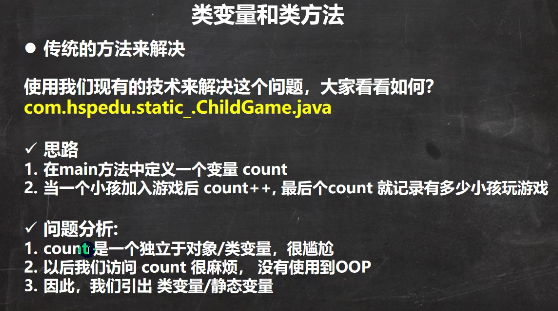 类变量和类方法
● 传统的方法来解决
使用我们现有的技术来解决这个问题，大家看看如何？
com.hspedu.static_.ChildGame.java
✓ 思路
1. 在main方法中定义一个变量 count
2. 当一个小孩加入游戏后 count++, 最后个count 就记录有多少小孩玩游戏
✓ 问题分析:
1. count 是一个独立于对象/类变量，很尴尬
2. 以后我们访问 count 很麻烦， 没有使用到OOP
3. 因此，我们引出 类变量/静态变量